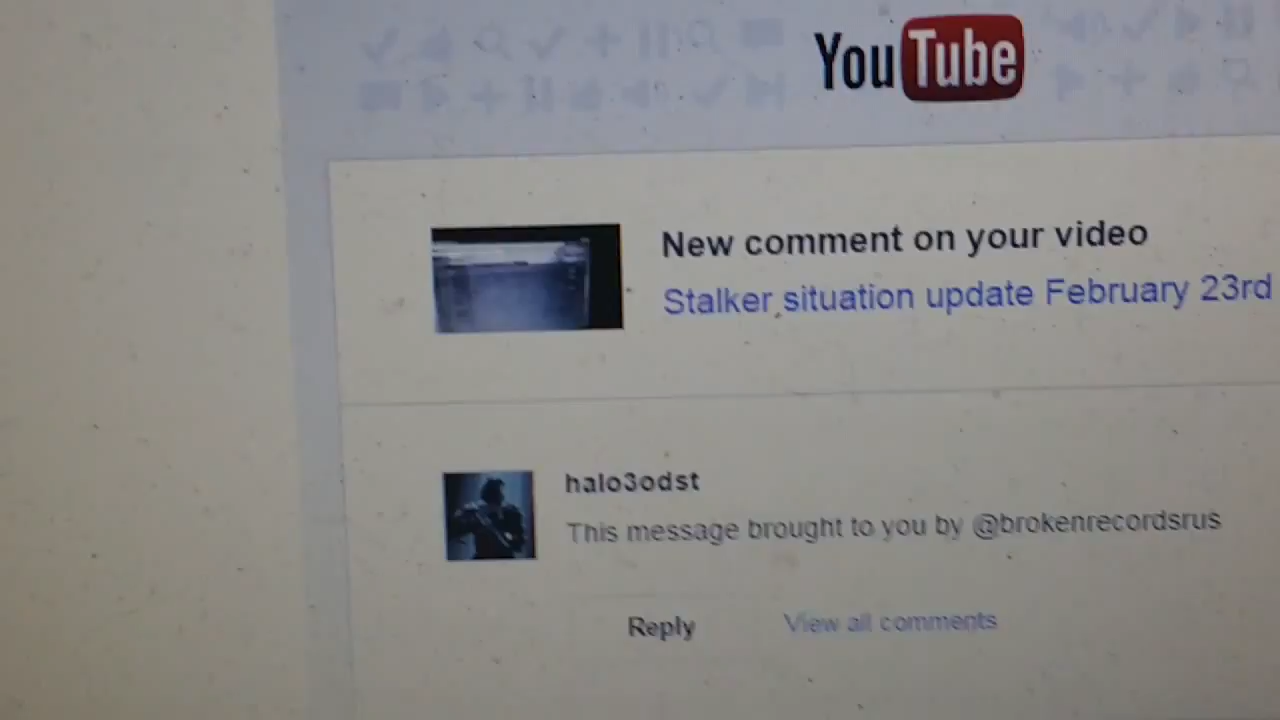 YouTube
New comment on your video
Stalker situation update February 23rd
halo3odst
This message brought to you by @brokenrecordsrus
Reply
View all comments